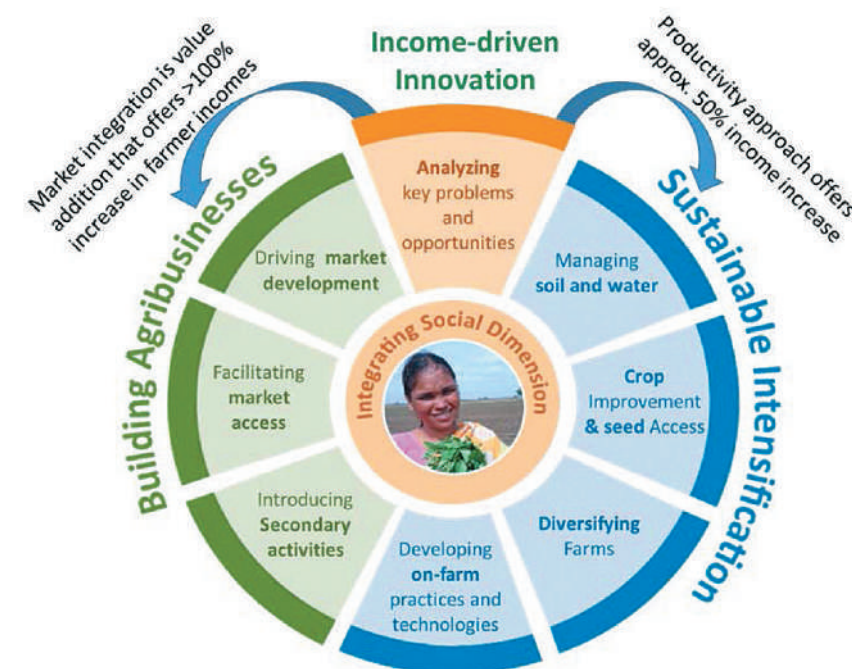 Income-driven
Innovation
Market integration is value
addition that offers >100%
increase in farmer incomes
Productivity approach offers
approx. 50% income increase
Building Agribusinesses
Sustainable Intensification
Analyzing
key problems
and
opportunities
Managing
soil and water
Crop
Improvement
& seed Access
Diversifying
Farms
Developing
on-farm
practices and
technologies
Introducing
Secondary
activities
Facilitating
market
access
Driving market
development
Integrating Social Dimension